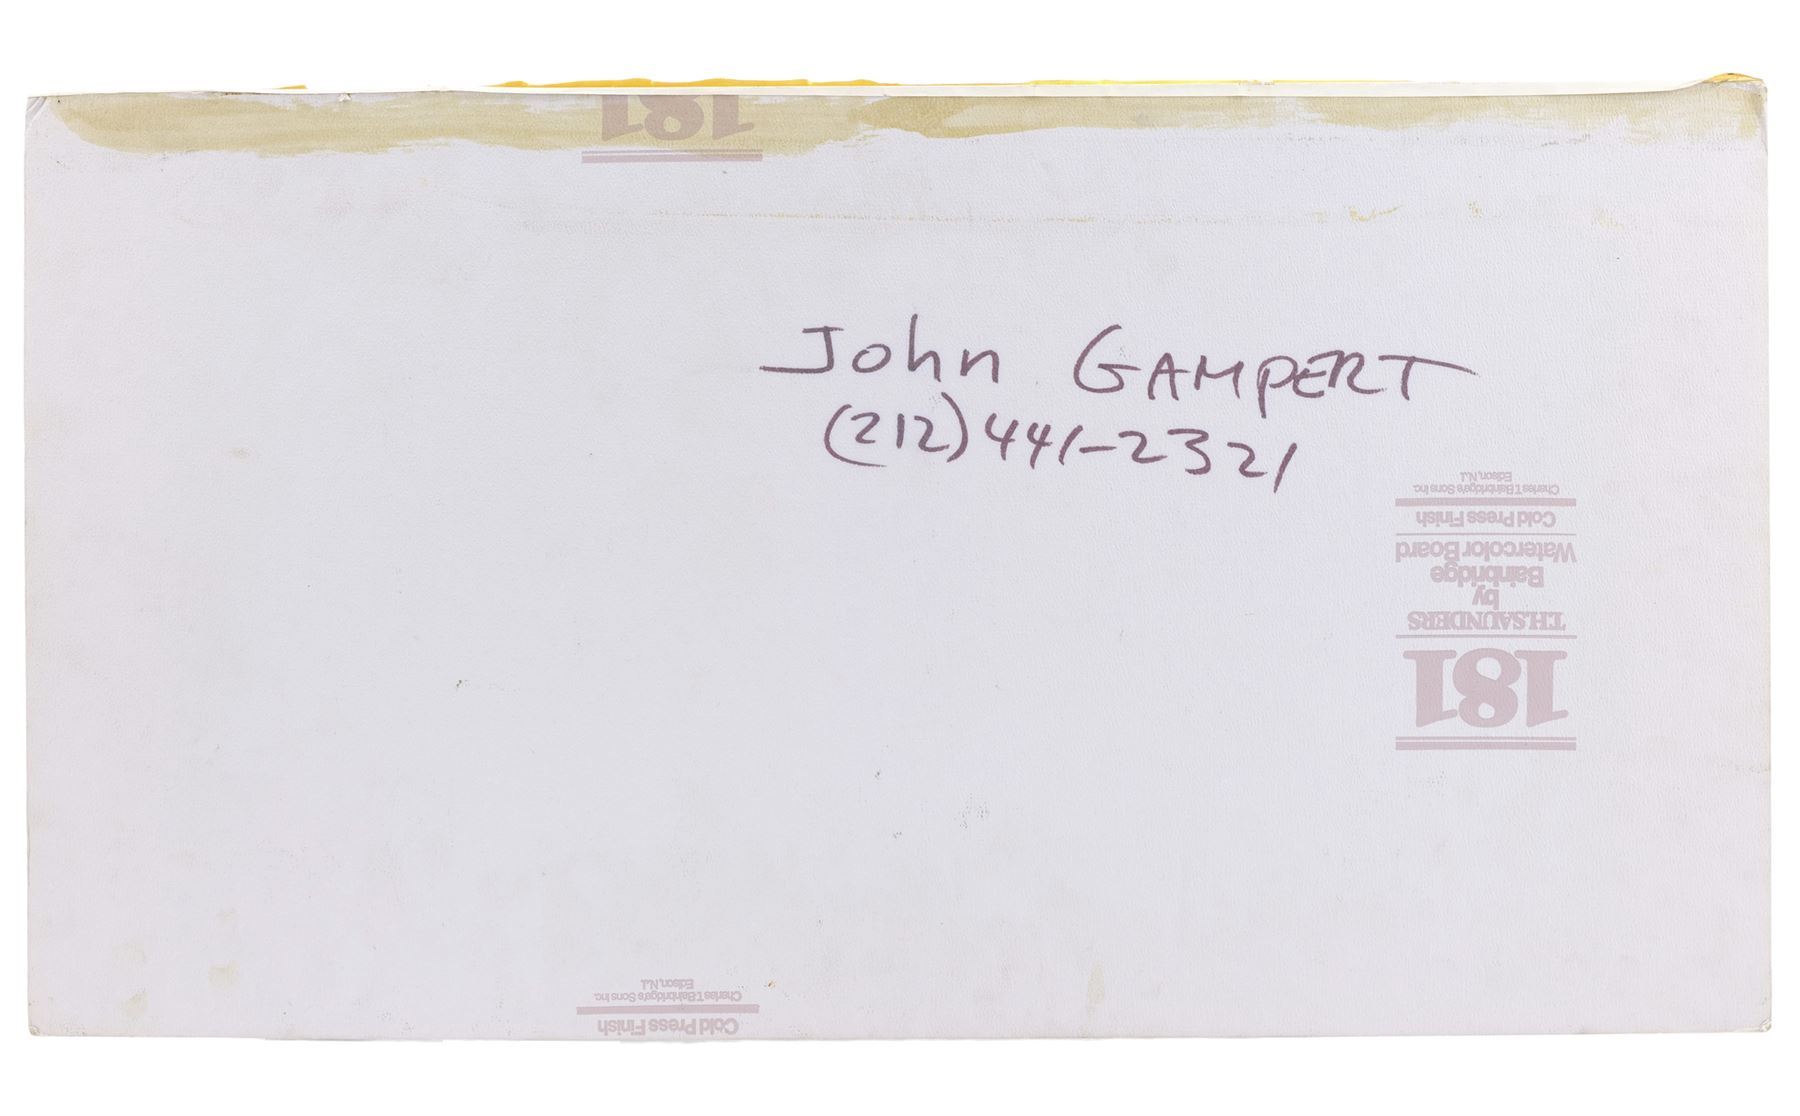 181
John GAMPERT
(212) 441-2321
Charles T. Bainbridge's Sons Inc.
Edison, N.J.
Cold Press Finish
Watercolor Board
Bainbridge
by
T.H. SAUNDERS
181
Charles T. Bainbridge's Sons Inc.
Edison, N.J.
Cold Press Finish